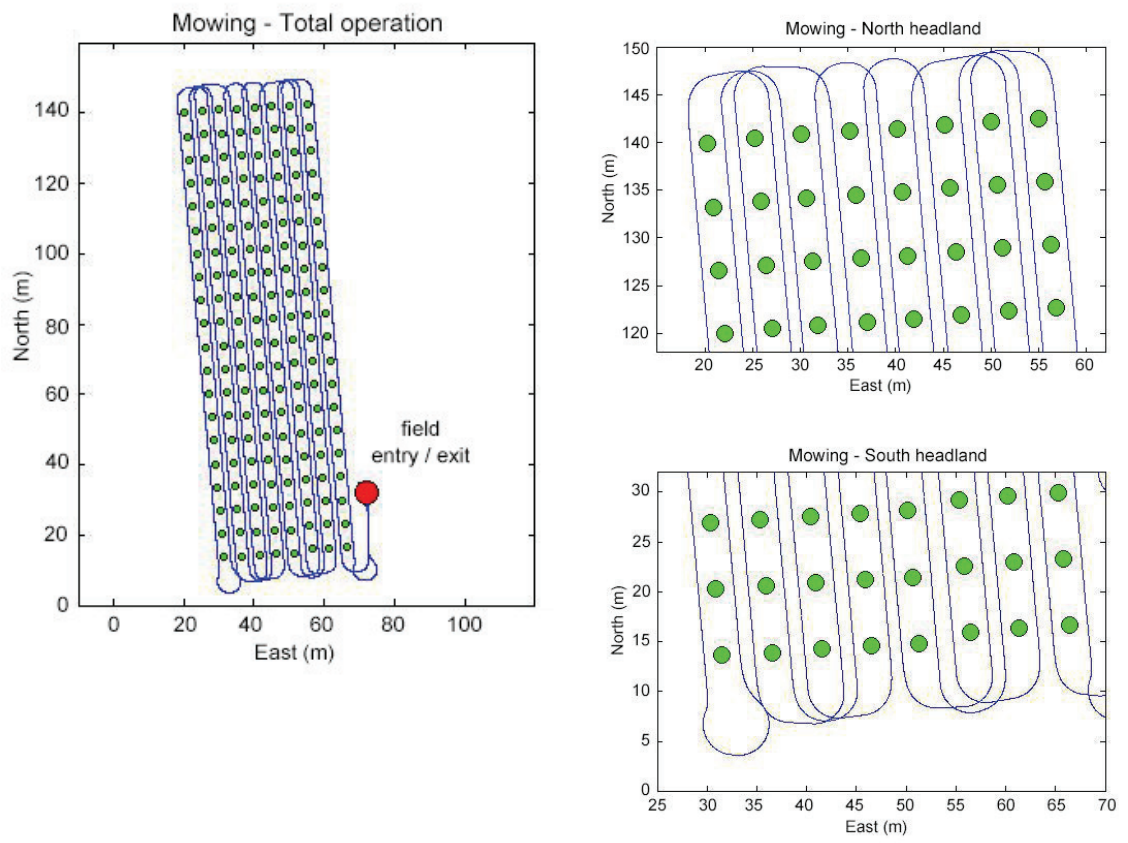 Mowing - Total operation
140
120
100
80
60
40
20
0
North (m)
0 20 40 60 80 100
East (m)
field
entry / exit
Mowing - North headland
150
145
140
135
130
125
120
North (m)
20 25 30 35 40 45 50 55 60
East (m)
Mowing - South headland
30
25
20
15
10
5
0
North (m)
25 30 35 40 45 50 55 60 65 70
East (m)